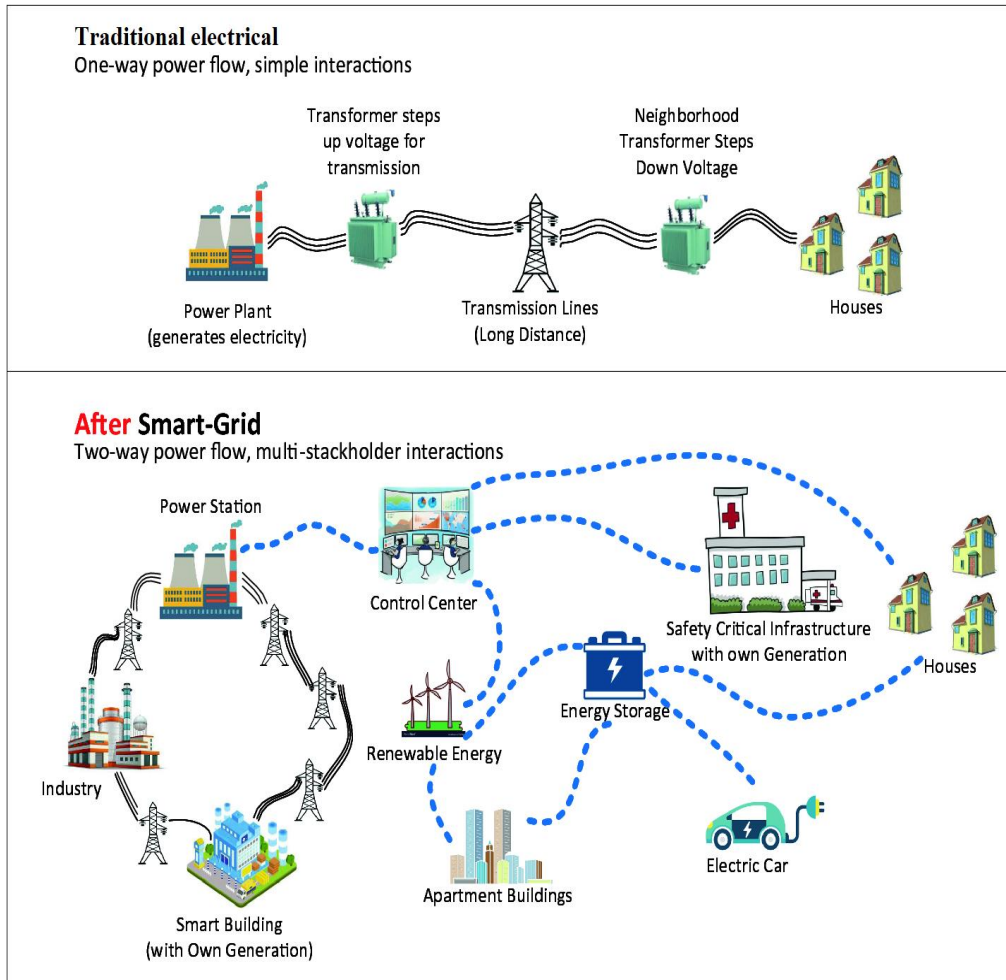 Traditional electrical
One-way power flow, simple interactions
Transformer steps
up voltage for
transmission
Neighborhood
Transformer Steps
Down Voltage
Power Plant
(generates electricity)
Transmission Lines
(Long Distance)
Houses
After Smart-Grid
Two-way power flow, multi-stackholder interactions
Power Station
Control Center
Safety Critical Infrastructure
with own Generation
Houses
Energy Storage
Renewable Energy
Industry
Electric Car
Apartment Buildings
Smart Building
(with Own Generation)